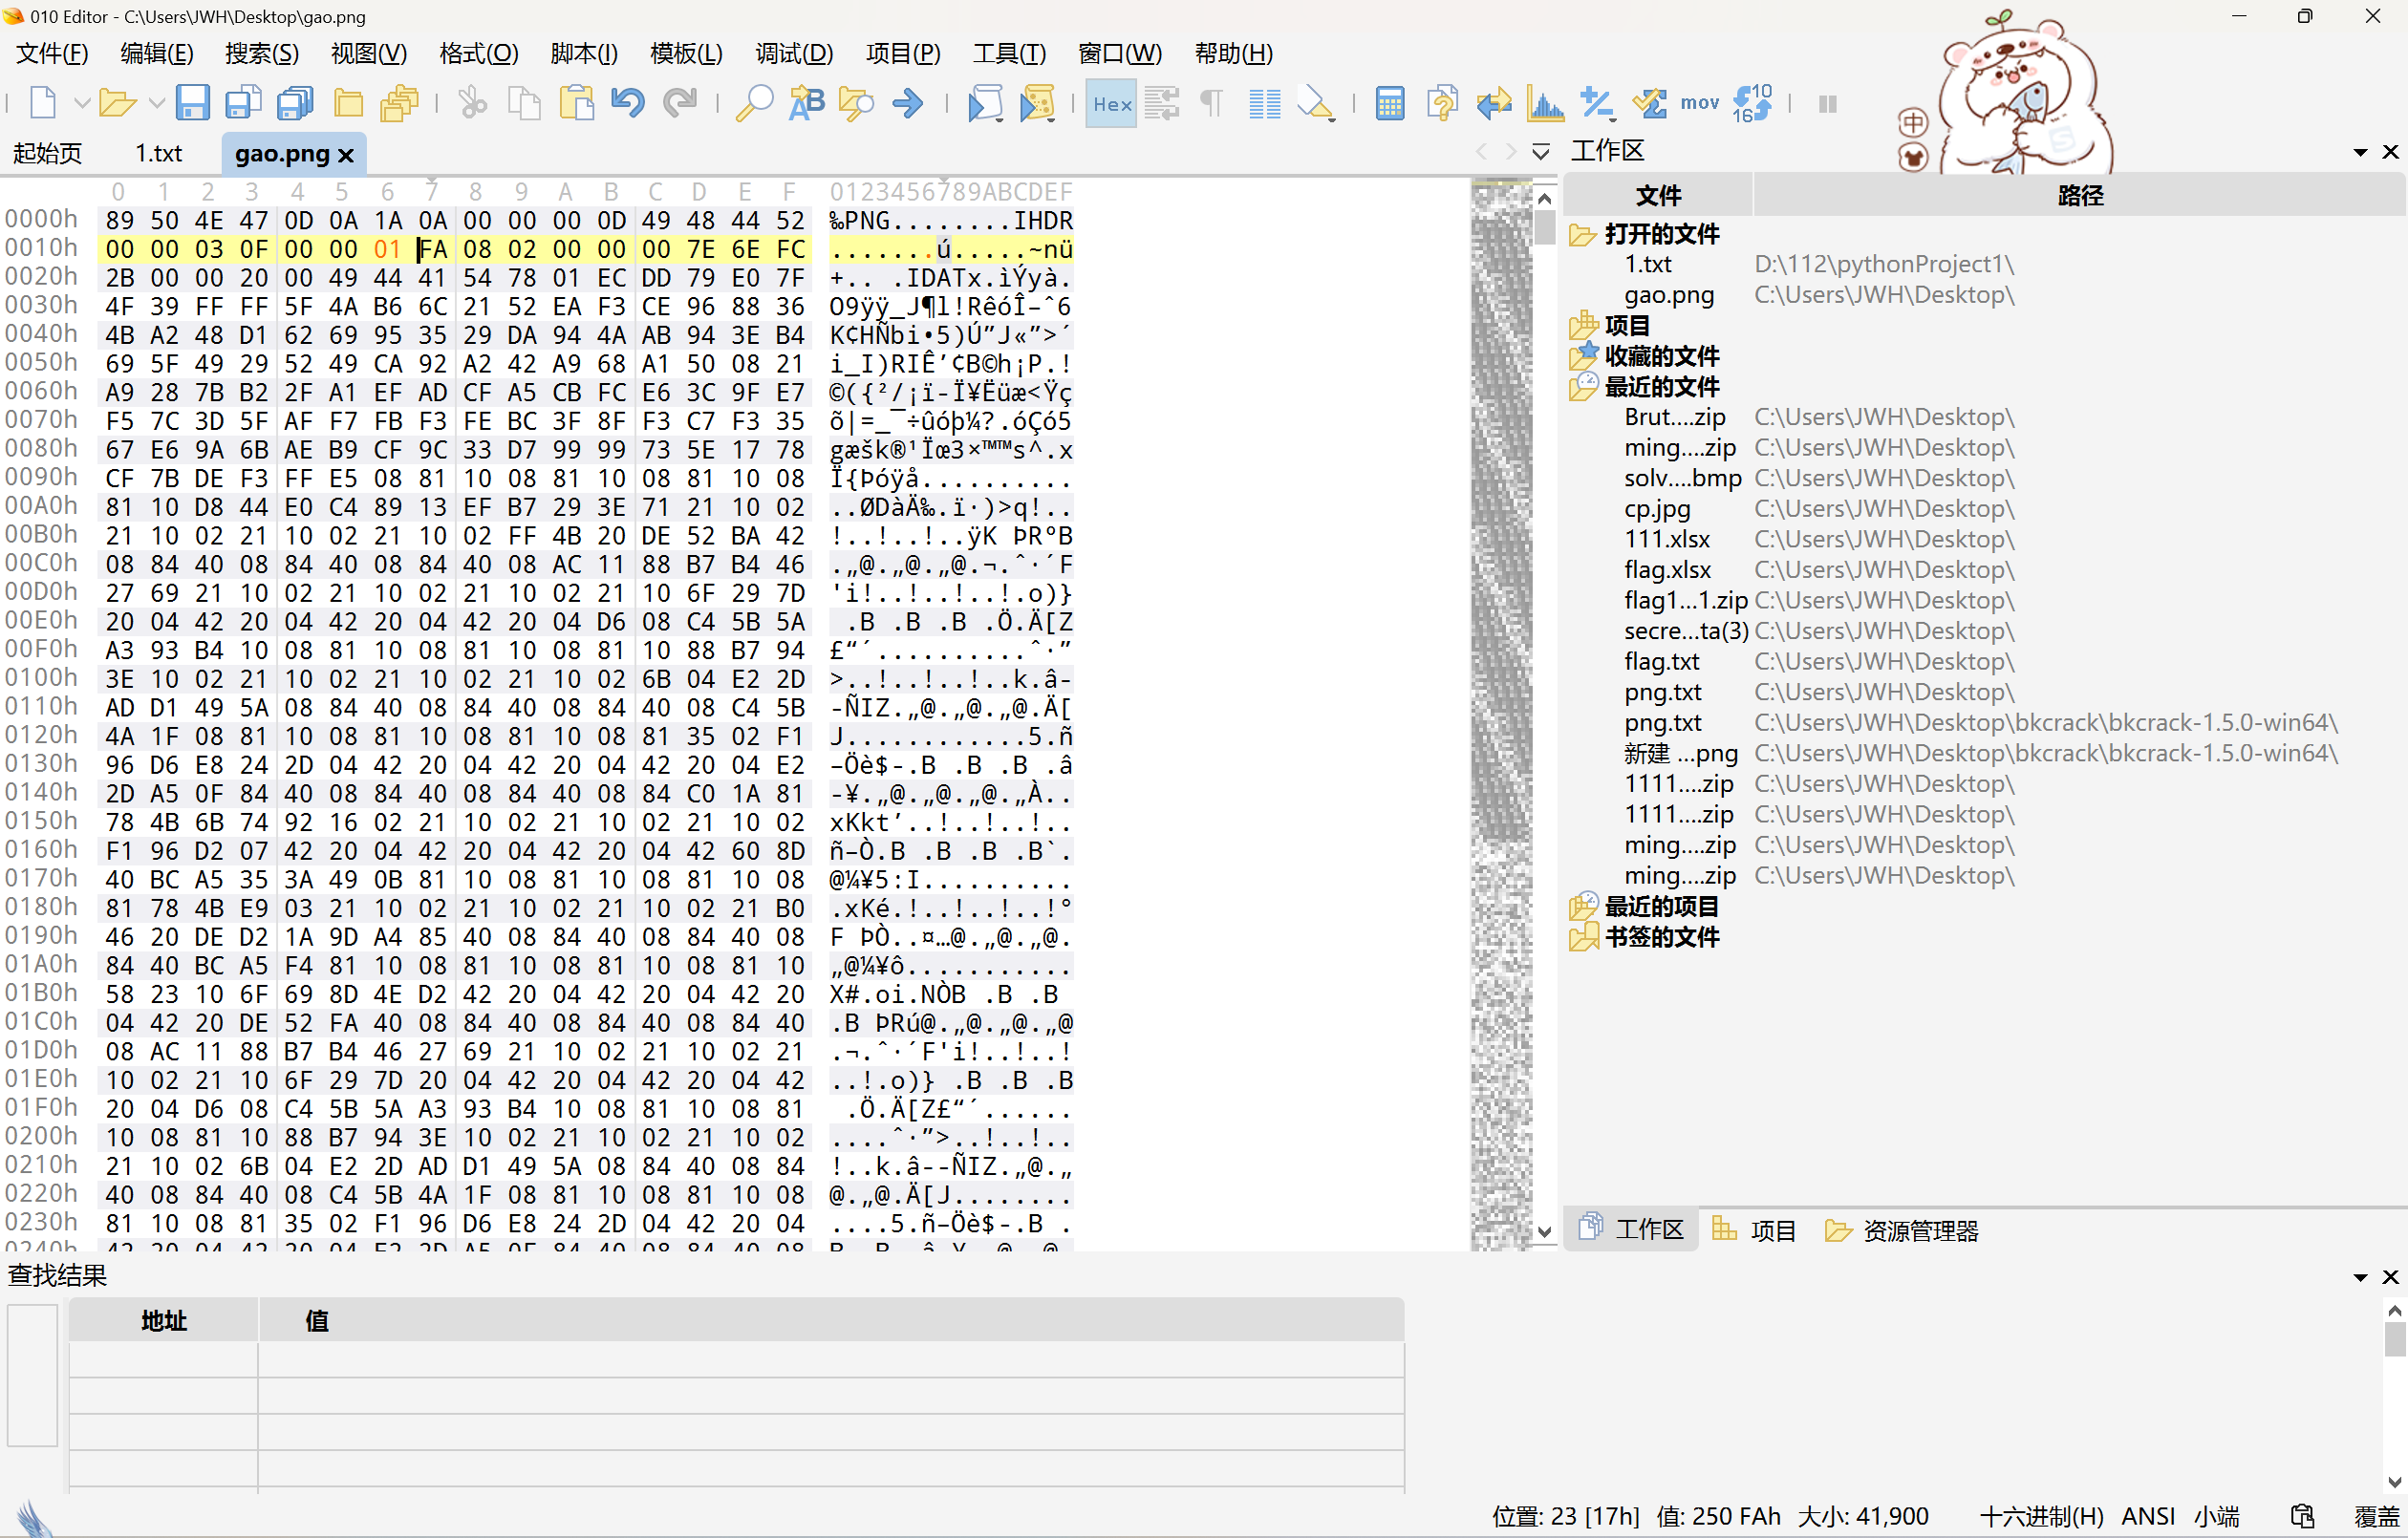 010 Editor - C:\Users\JWH\Desktop\gao.png
文件(F) 编辑(E) 搜索(S) 视图(V) 格式(O) 脚本(I) 模板(L) 调试(D) 项目(P) 工具(T) 窗口(W) 帮助(H)
Hex mov
起始页 1.txt gao.png
0 1 2 3 4 5 6 7 8 9 A B C D E F 0123456789ABCDEF
0000h 89 50 4E 47 0D 0A 1A 0A 00 00 00 0D 49 48 44 52 ‰PNG........IHDR
0010h 00 00 03 0F 00 00 01 FA 08 02 00 00 00 7E 6E FC .......ú.....~nü
0020h 2B 00 00 20 00 49 44 41 54 78 01 EC DD 79 E0 7F +.. .IDATx.ìÝyà.
0030h 4F 39 FF FF 5F 4A B6 6C 21 52 EA F3 CE 96 88 36 O9ÿÿ_J¶l!RêóÎ–ˆ6
0040h 4B A2 48 D1 62 69 95 35 29 DA 94 4A AB 94 3E B4 K¢HÑbi•5)Ú”J«”>´
0050h 69 5F 49 29 52 49 CA 92 A2 42 A9 68 A1 50 08 21 i_I)RIÊ’¢B©h¡P.!
0060h A9 28 7B B2 2F A1 EF AD CF A5 CB FC E6 3C 9F E7 ©({²/¡ï-Ï¥Ëüæ<Ÿç
0070h F5 7C 3D 5F AF F7 FB F3 FE BC 3F 8F F3 C7 F3 35 õ|=_¯÷ûóþ¼?.óÇó5
0080h 67 E6 9A 6B AE B9 CF 9C 33 D7 99 99 73 5E 17 78 gæšk®¹Ïœ3×™™s^.x
0090h CF 7B DE F3 FF E5 08 81 10 08 81 10 08 81 10 08 Ï{Þóÿå..........
00A0h 81 10 D8 44 E0 C4 89 13 EF B7 29 3E 71 21 10 02 ..ØDàÄ‰.ï·)>q!..
00B0h 21 10 02 21 10 02 21 10 02 FF 4B 20 DE 52 BA 42 !..!..!..ÿK ÞRºB
00C0h 08 84 40 08 84 40 08 84 40 08 AC 11 88 B7 B4 46 .„@.„@.„@.¬.ˆ·´F
00D0h 27 69 21 10 02 21 10 02 21 10 02 21 10 6F 29 7D 'i!..!..!..!.o)}
00E0h 20 04 42 20 04 42 20 04 42 20 04 D6 08 C4 5B 5A .B .B .B .Ö.Ä[Z
00F0h A3 93 B4 10 08 81 10 08 81 10 08 81 10 88 B7 94 £“´..........ˆ·”
0100h 3E 10 02 21 10 02 21 10 02 21 10 02 6B 04 E2 2D >..!..!..!..k.â-
0110h AD D1 49 5A 08 84 40 08 84 40 08 84 40 08 C4 5B -ÑIZ.„@.„@.„@.Ä[
0120h 4A 1F 08 81 10 08 81 10 08 81 10 08 81 35 02 F1 J............5.ñ
0130h 96 D6 E8 24 2D 04 42 20 04 42 20 04 42 20 04 E2 –Öè$-.B .B .B .â
0140h 2D A5 0F 84 40 08 84 40 08 84 40 08 84 C0 1A 81 -¥.„@.„@.„@.„À..
0150h 78 4B 6B 74 92 16 02 21 10 02 21 10 02 21 10 02 xKkt’..!..!..!..
0160h F1 96 D2 07 42 20 04 42 20 04 42 20 04 42 60 8D ñ–Ò.B .B .B .B`.
0170h 40 BC A5 35 3A 49 0B 81 10 08 81 10 08 81 10 08 @¼¥5:I..........
0180h 81 78 4B E9 03 21 10 02 21 10 02 21 10 02 21 B0 .xKé.!..!..!..!°
0190h 46 20 DE D2 1A 9D A4 85 40 08 84 40 08 84 40 08 F ÞÒ..¤…@.„@.„@.
01A0h 84 40 BC A5 F4 81 10 08 81 10 08 81 10 08 81 10 „@¼¥ô...........
01B0h 58 23 10 6F 69 8D 4E D2 42 20 04 42 20 04 42 20 X#.oi.NÒB .B .B
01C0h 04 42 20 DE 52 FA 40 08 84 40 08 84 40 08 84 40 .B ÞRú@.„@.„@.„@
01D0h 08 AC 11 88 B7 B4 46 27 69 21 10 02 21 10 02 21 .¬.ˆ·´F'i!..!..!
01E0h 10 02 21 10 6F 29 7D 20 04 42 20 04 42 20 04 42 ..!.o)} .B .B .B
01F0h 20 04 D6 08 C4 5B 5A A3 93 B4 10 08 81 10 08 81 .Ö.Ä[Z£“´......
0200h 10 08 81 10 88 B7 94 3E 10 02 21 10 02 21 10 02 ....ˆ·”>..!..!..
0210h 21 10 02 6B 04 E2 2D AD D1 49 5A 08 84 40 08 84 !..k.â--ÑIZ.„@.„
0220h 40 08 84 40 08 C4 5B 4A 1F 08 81 10 08 81 10 08 @.„@.Ä[J........
0230h 81 10 08 81 35 02 F1 96 D6 E8 24 2D 04 42 20 04 ....5.ñ–Öè$-.B .
工作区
中
文件 路径
打开的文件
1.txt D:\112\pythonProject1\
gao.png C:\Users\JWH\Desktop\
项目
收藏的文件
最近的文件
Brut....zip C:\Users\JWH\Desktop\
ming....zip C:\Users\JWH\Desktop\
solv....bmp C:\Users\JWH\Desktop\
cp.jpg C:\Users\JWH\Desktop\
111.xlsx C:\Users\JWH\Desktop\
flag.xlsx C:\Users\JWH\Desktop\
flag1...1.zip C:\Users\JWH\Desktop\
secre...ta(3) C:\Users\JWH\Desktop\
flag.txt C:\Users\JWH\Desktop\
png.txt C:\Users\JWH\Desktop\
png.txt C:\Users\JWH\Desktop\bkcrack\bkcrack-1.5.0-win64\
新建 ...png C:\Users\JWH\Desktop\bkcrack\bkcrack-1.5.0-win64\
1111....zip C:\Users\JWH\Desktop\
1111....zip C:\Users\JWH\Desktop\
ming....zip C:\Users\JWH\Desktop\
ming....zip C:\Users\JWH\Desktop\
最近的项目
书签的文件
工作区 项目 资源管理器
查找结果
地址 值
位置: 23 [17h] 值: 250 FAh 大小: 41,900 十六进制(H) ANSI 小端 覆盖